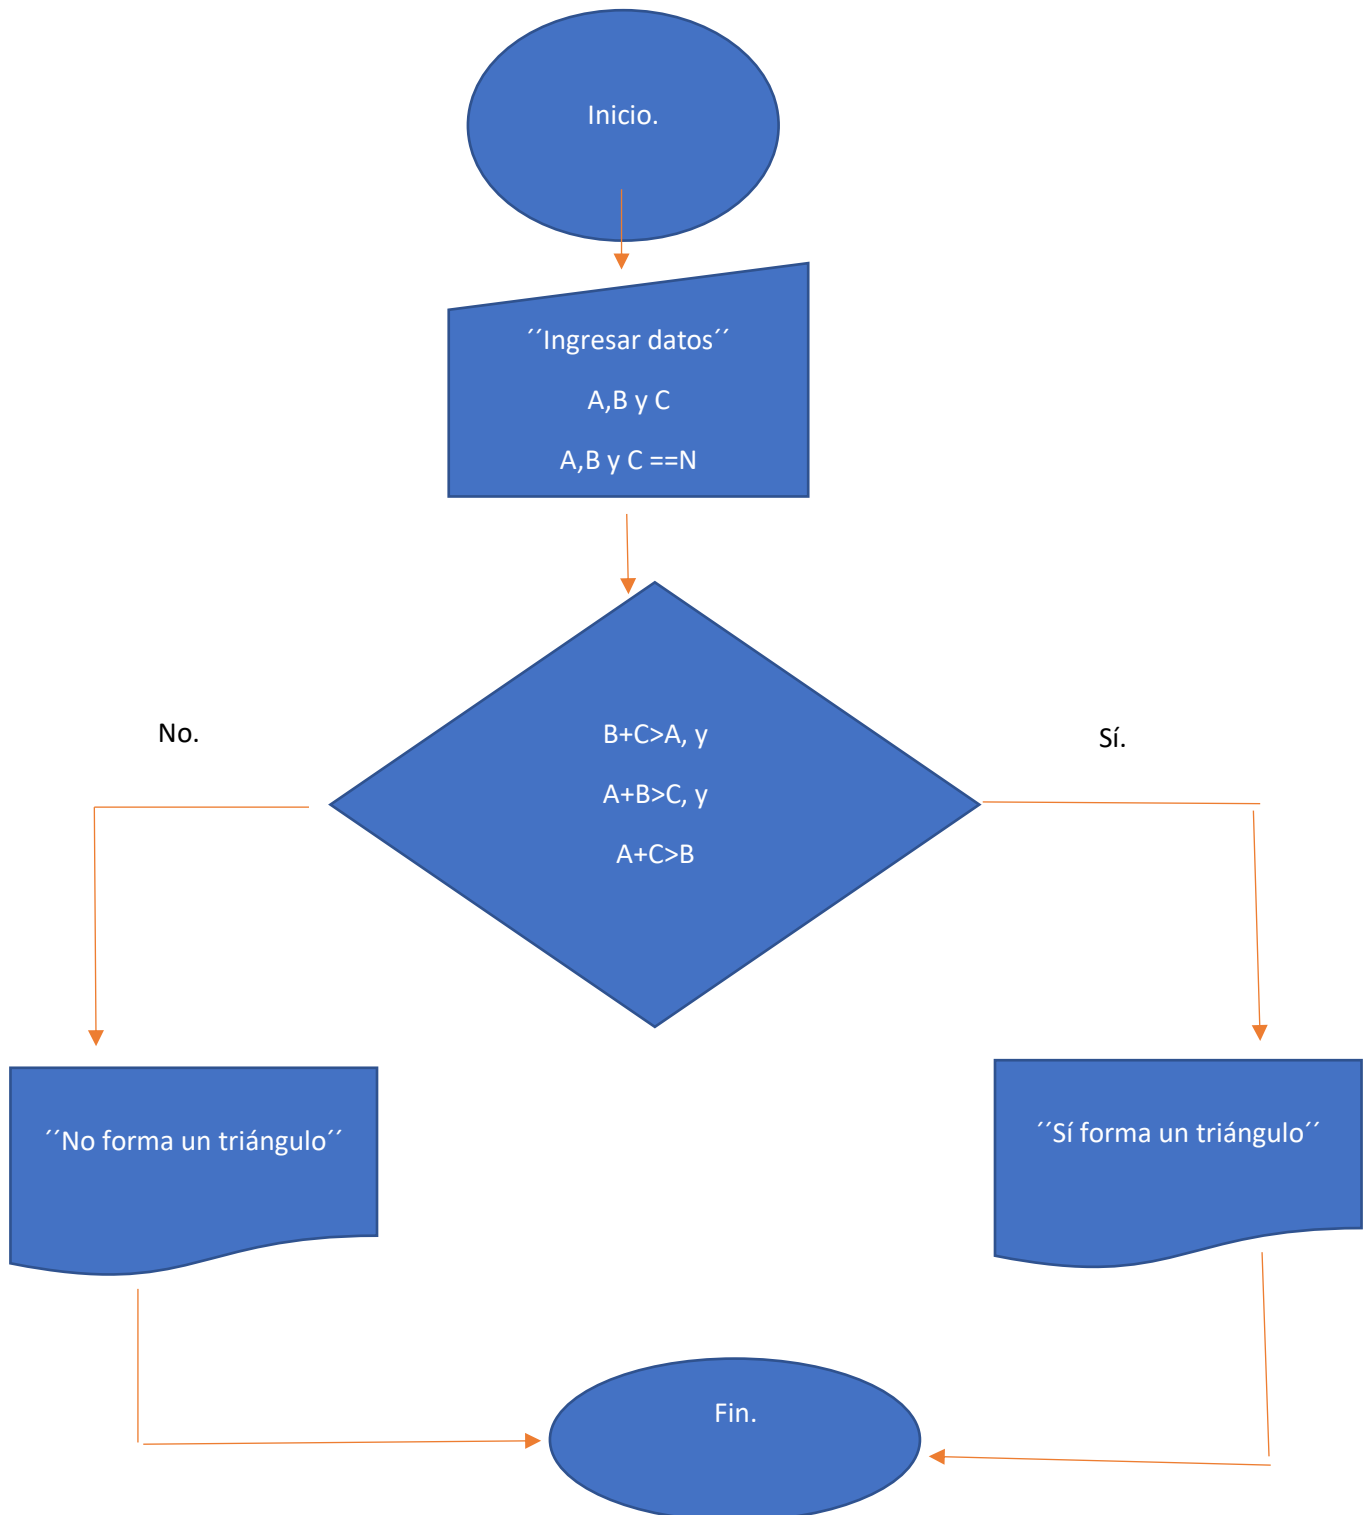 Inicio.
´´Ingresar datos´´
A,B y C
A,B y C ==N
B+C>A, y
A+B>C, y
A+C>B
No.
Sí.
´´No forma un triángulo´´
´´Sí forma un triángulo´´
Fin.